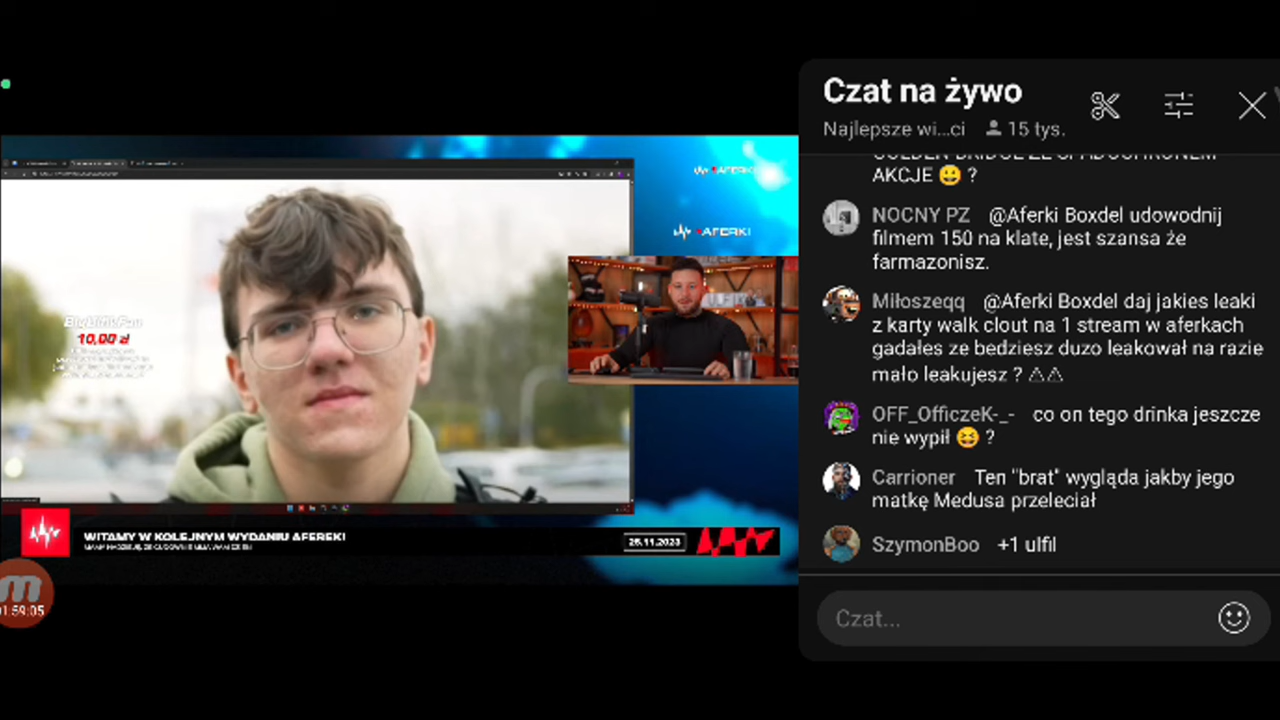 Czat na żywo
Najlepsze wi...ci 15 tys.
AKCJE 😀 ?
NOCNY PZ @Aferki Boxdel udowodnij
filmem 150 na klate, jest szansa że
farmazonisz.
Miłoszeqq @Aferki Boxdel daj jakies leaki
z karty walk clout na 1 stream w aferkach
gadałes ze bedziesz duzo leakował na razie
mało leakujesz ? ⚠⚠
OFF_OfficzeK-_- co on tego drinka jeszcze
nie wypił 😆 ?
Carrioner Ten "brat" wygląda jakby jego
matkę Medusa przeleciał
SzymonBoo +1 ulfil
Czat...
AFERKI
AFERKI
10,00 zł
WITAMY W KOLEJNYM WYDANIU AFEREK!
25.11.2023
m
01:59:05